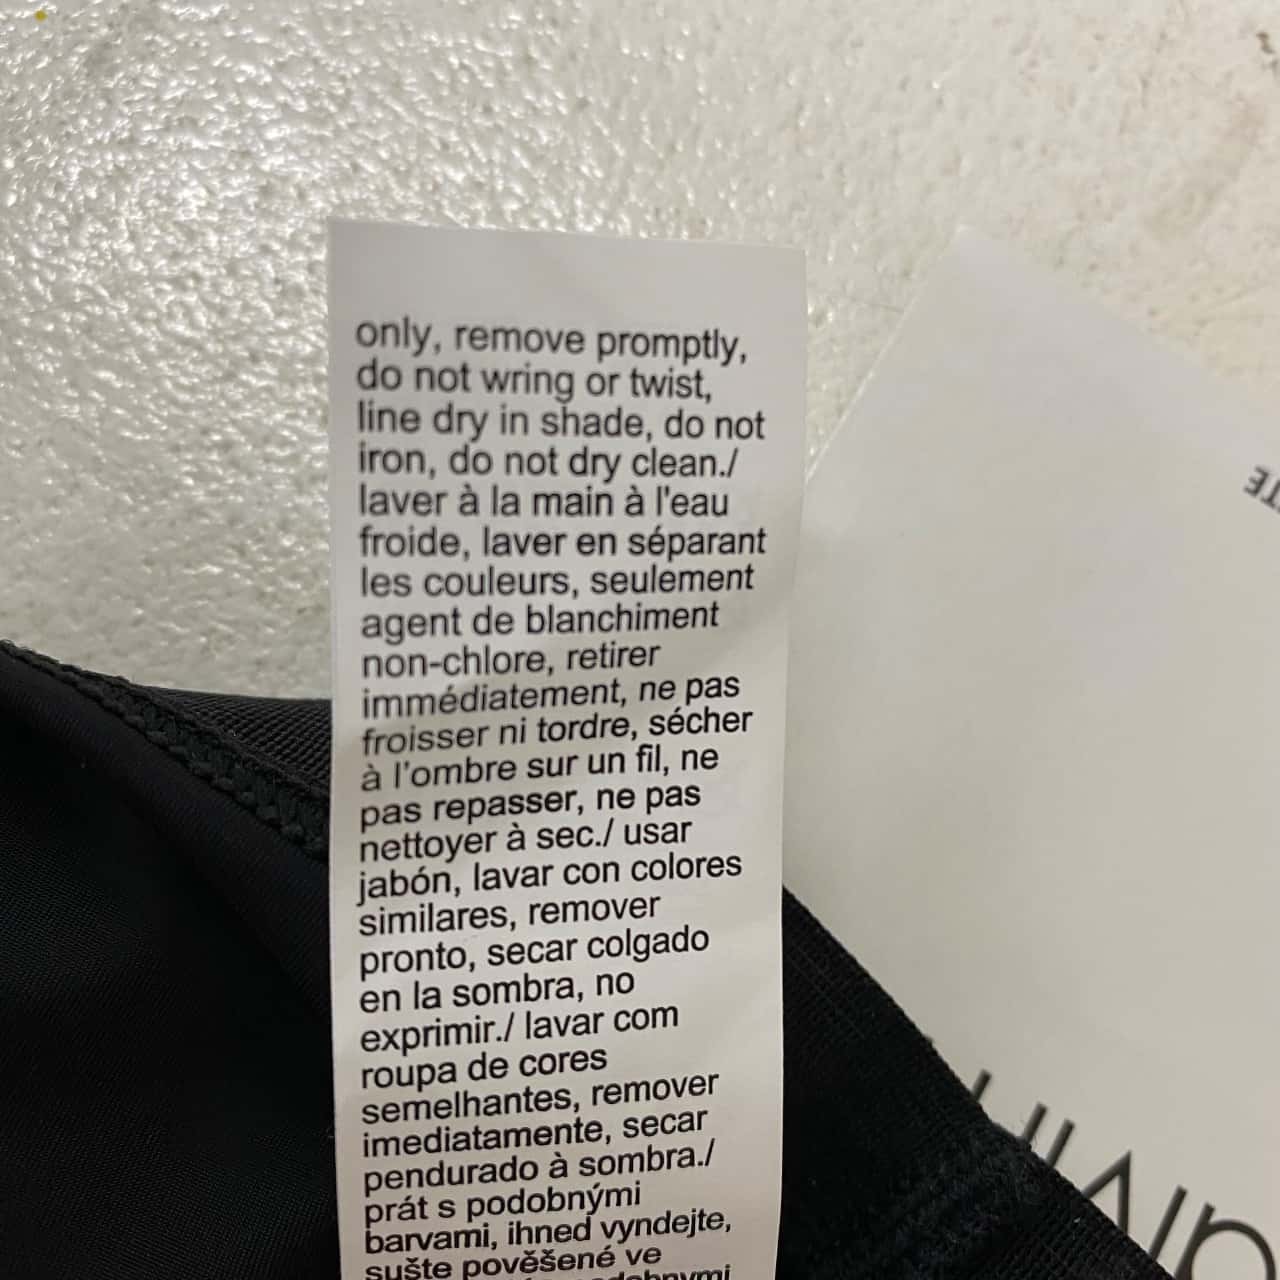 only, remove promptly,
do not wring or twist,
line dry in shade, do not
iron, do not dry clean./
laver à la main à l'eau
froide, laver en séparant
les couleurs, seulement
agent de blanchiment
non-chlore, retirer
immédiatement, ne pas
froisser ni tordre, sécher
à l'ombre sur un fil, ne
pas repasser, ne pas
nettoyer à sec./ usar
jabón, lavar con colores
similares, remover
pronto, secar colgado
en la sombra, no
exprimir./ lavar com
roupa de cores
semelhantes, remover
imediatamente, secar
pendurado à sombra./
prát s podobnými
barvami, ihned vyndejte,
sušte pověšené ve